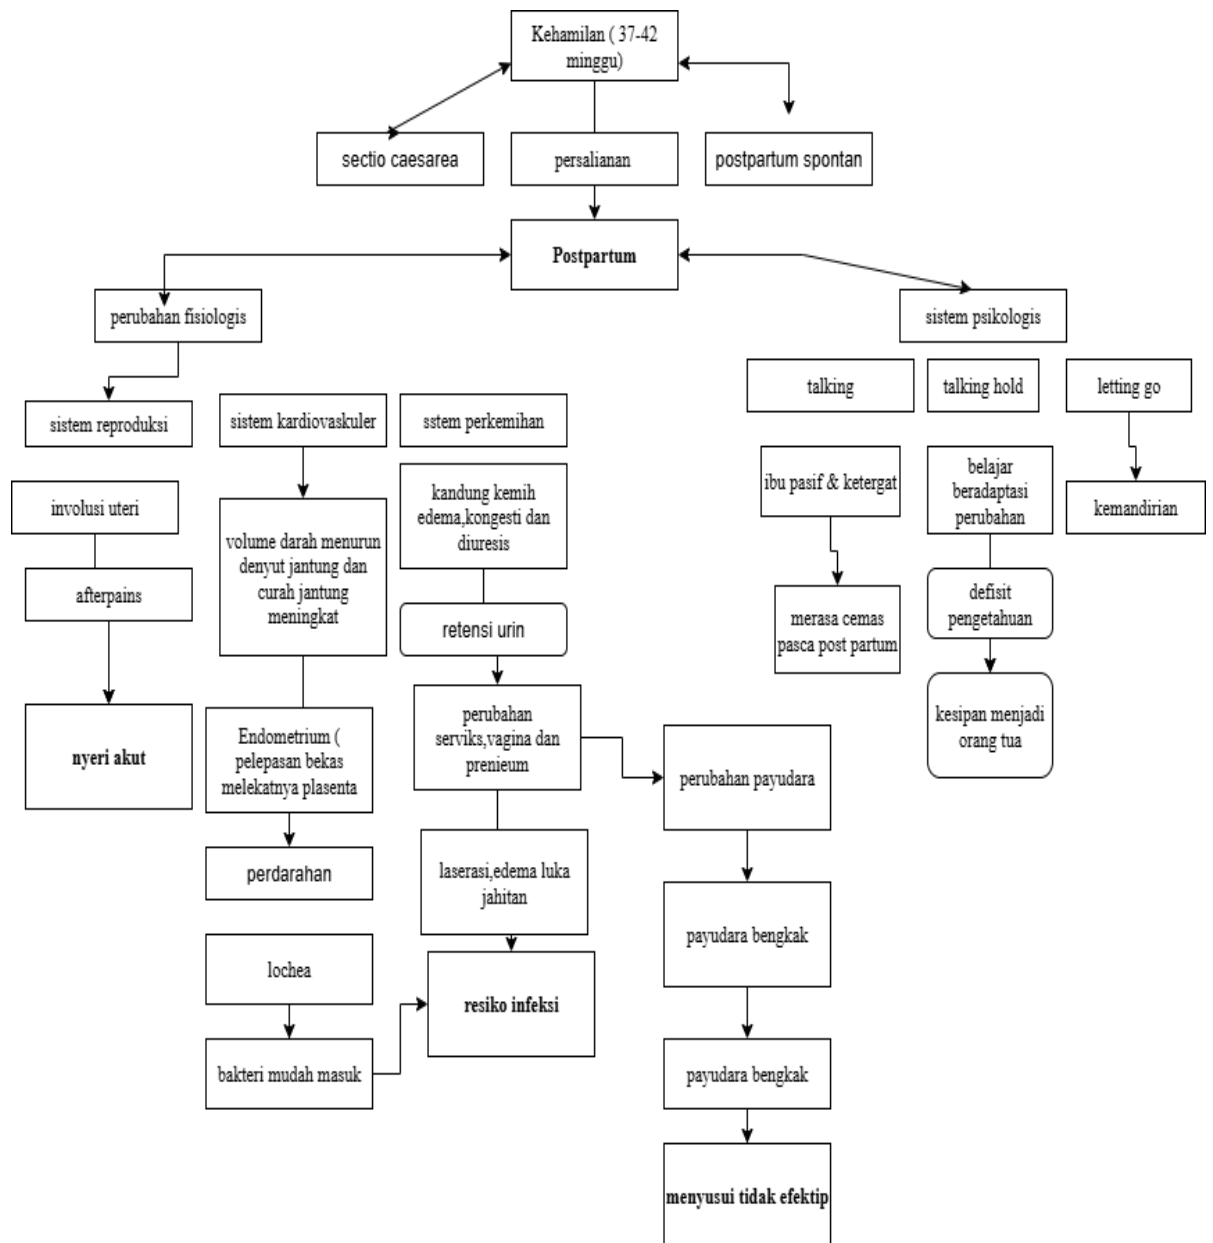 Kehamilan ( 37-42
minggu)
sectio caesarea
persalianan
postpartum spontan
Postpartum
perubahan fisiologis
sistem psikologis
talking
talking hold
letting go
sistem reproduksi
sistem kardiovaskuler
sstem perkemihan
involusi uteri
kandung kemih
edema,kongesti dan
diuresis
ibu pasif & ketergat
belajar
beradaptasi
perubahan
kemandirian
volume darah menurun
denyut jantung dan
curah jantung
meningkat
afterpains
retensi urin
merasa cemas
pasca post partum
defisit
pengetahuan
nyeri akut
Endometrium (
pelepasan bekas
melekatnya plasenta
perubahan
serviks,vagina dan
prenieum
perubahan payudara
kesipan menjadi
orang tua
perdarahan
laserasi,edema luka
jahitan
payudara bengkak
lochea
resiko infeksi
bakteri mudah masuk
payudara bengkak
menyusui tidak efektip